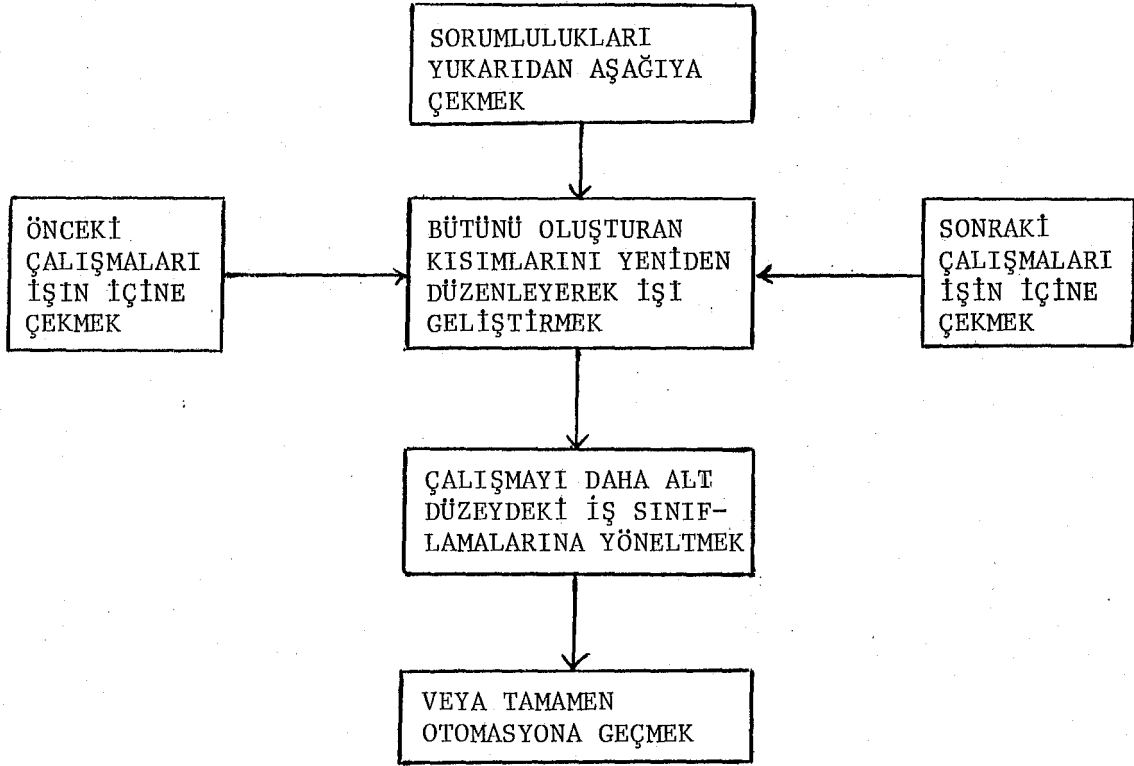 SORUMLULUKLARI
YUKARIDAN AŞAĞIYA
ÇEKMEK
ÖNCEKİ
ÇALIŞMALARI
İŞİN İÇİNE
ÇEKMEK
BÜTÜNÜ OLUŞTURAN
KISIMLARINI YENİDEN
DÜZENLEYEREK İŞİ
GELİŞTİRMEK
SONRAKİ
ÇALIŞMALARI
İŞİN İÇİNE
ÇEKMEK
ÇALIŞMAYI DAHA ALT
DÜZEYDEKİ İŞ SINIF-
LAMALARINA YÖNELTMEK
VEYA TAMAMEN
OTOMASYONA GEÇMEK